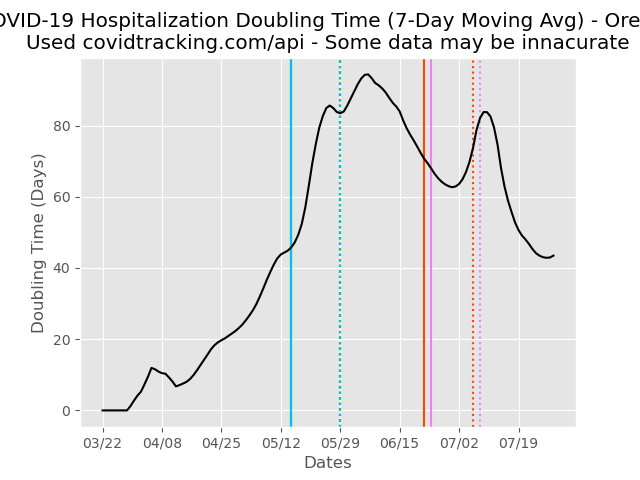 OVID-19 Hospitalization Doubling Time (7-Day Moving Avg) - Ore
Used covidtracking.com/api - Some data may be innacurate
Doubling Time (Days)
80
60
40
20
0
03/22 04/08 04/25 05/12 05/29 06/15 07/02 07/19
Dates